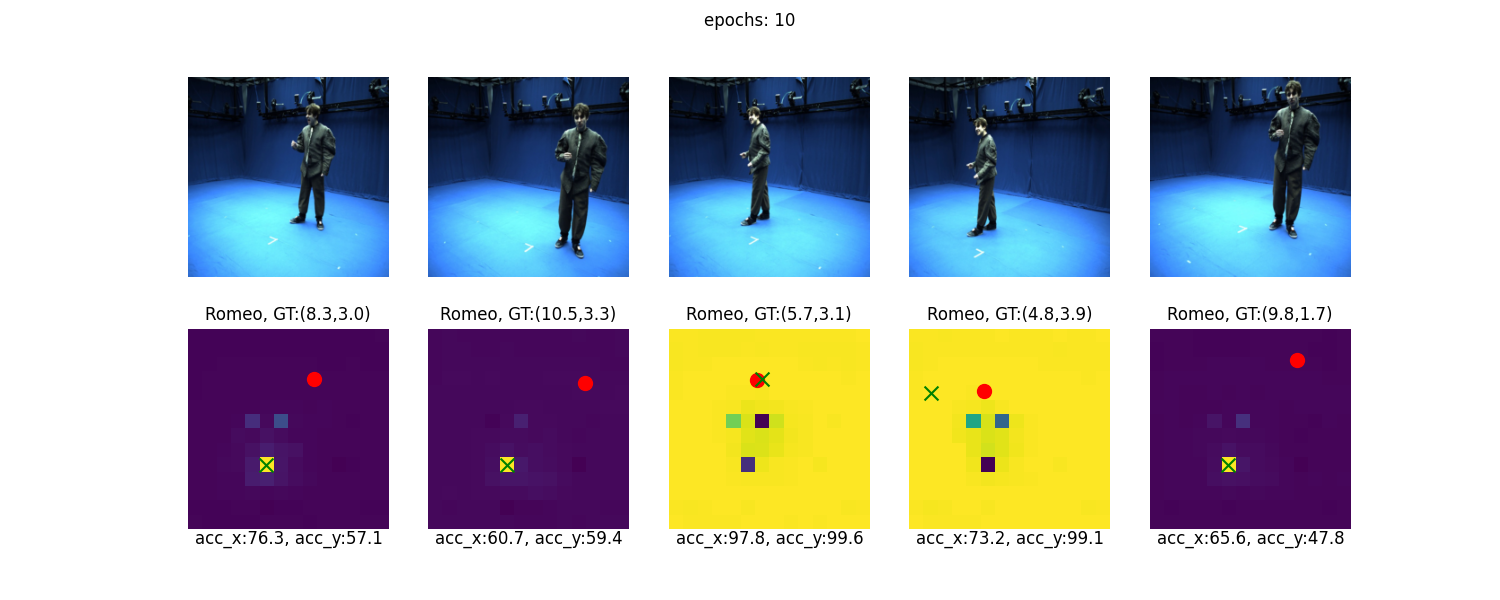 epochs: 10
Romeo, GT:(8.3,3.0)
Romeo, GT:(10.5,3.3)
Romeo, GT:(5.7,3.1)
Romeo, GT:(4.8,3.9)
Romeo, GT:(9.8,1.7)
acc_x:76.3, acc_y:57.1
acc_x:60.7, acc_y:59.4
acc_x:97.8, acc_y:99.6
acc_x:73.2, acc_y:99.1
acc_x:65.6, acc_y:47.8